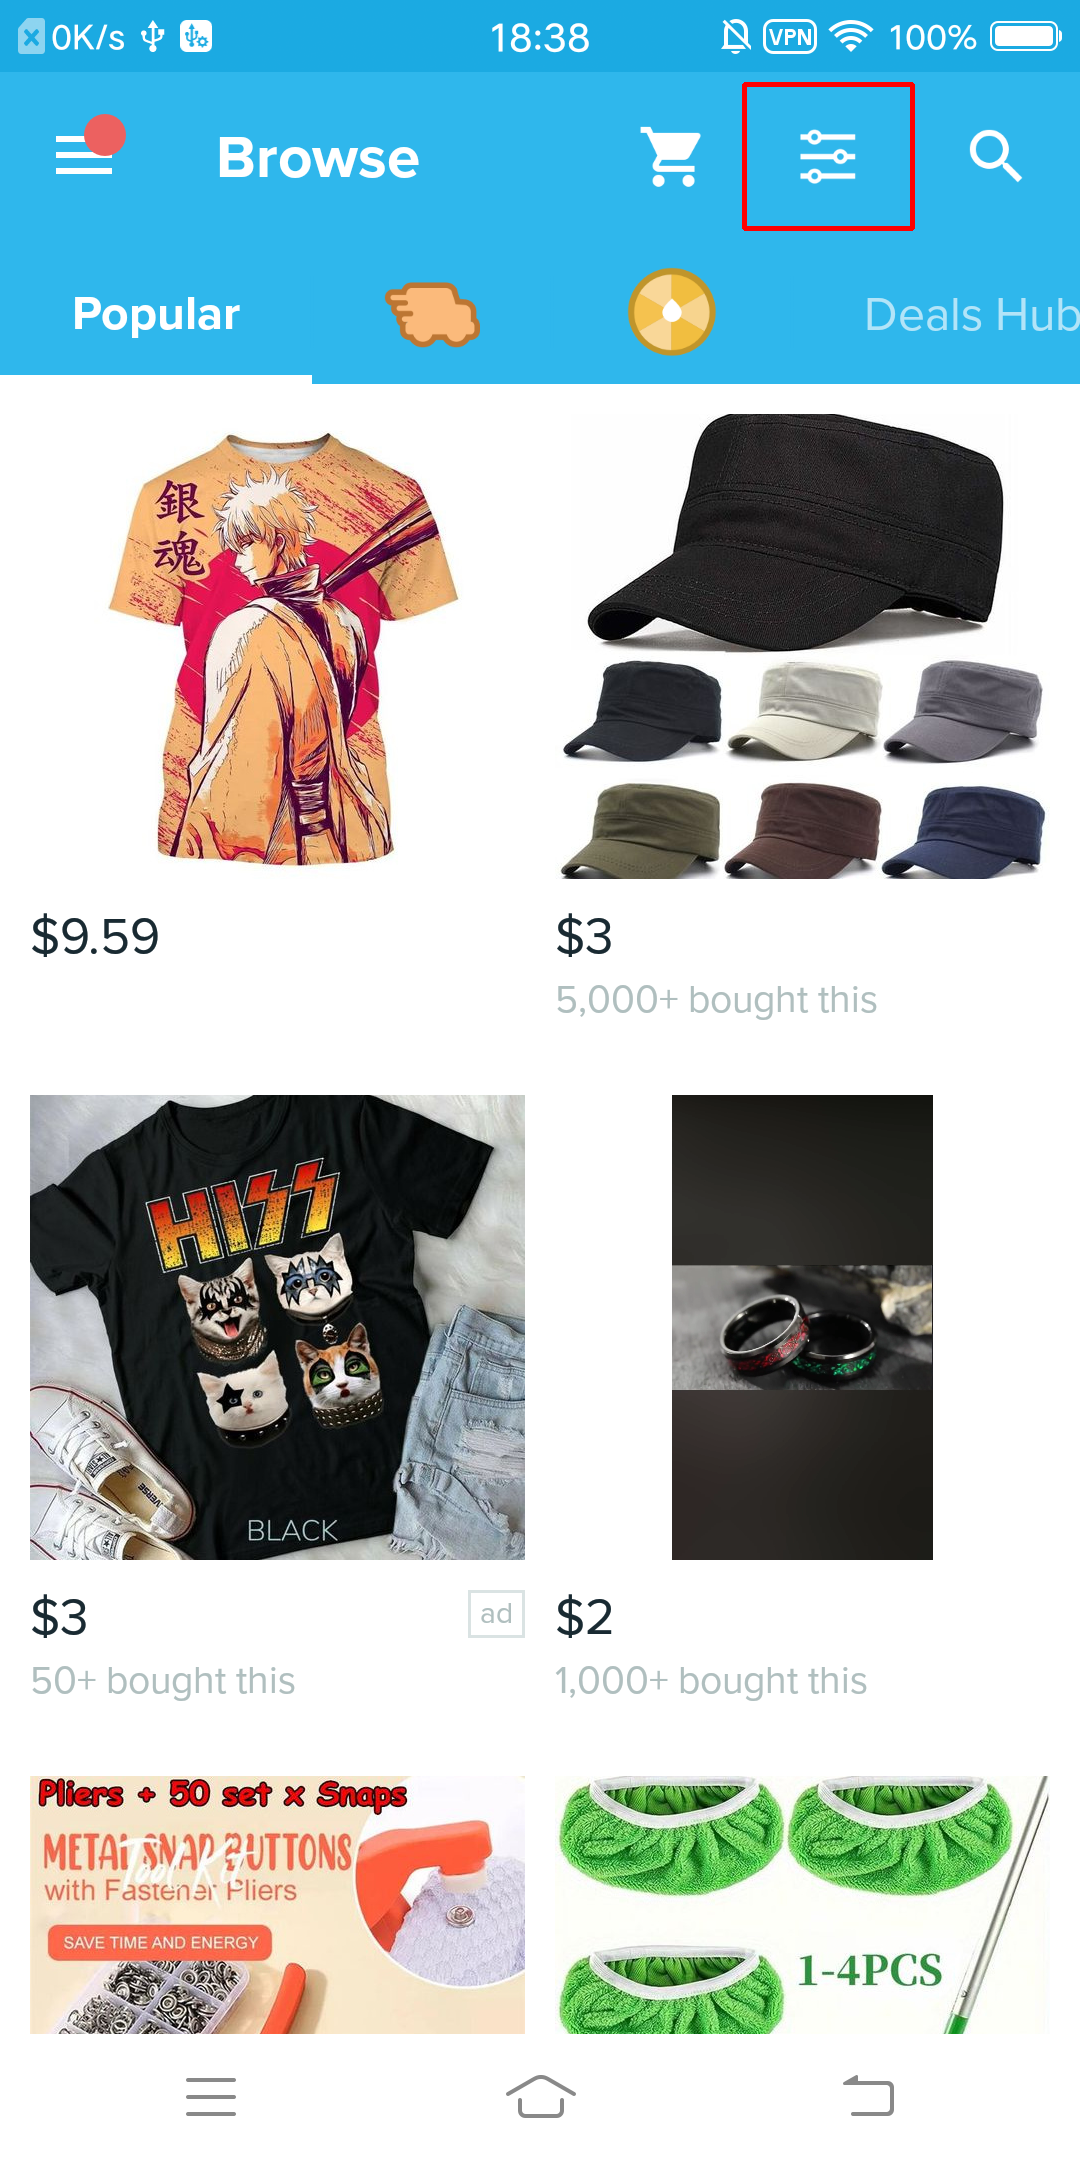 0K/s
18:38
VPN
100%
Browse
Popular
Deals Hub
銀
魂
$9.59
$3
5,000+ bought this
HISS
BLACK
$3
ad
50+ bought this
$2
1,000+ bought this
Pliers + 50 set x Snaps
METAL SNAP BUTTONS
Tool Kit
with Fastener Pliers
SAVE TIME AND ENERGY
1-4PCS